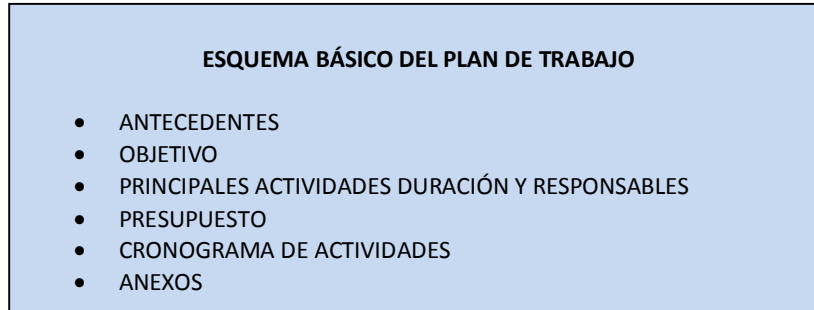 ESQUEMA BÁSICO DEL PLAN DE TRABAJO
• ANTECEDENTES
• OBJETIVO
• PRINCIPALES ACTIVIDADES DURACIÓN Y RESPONSABLES
• PRESUPUESTO
• CRONOGRAMA DE ACTIVIDADES
• ANEXOS